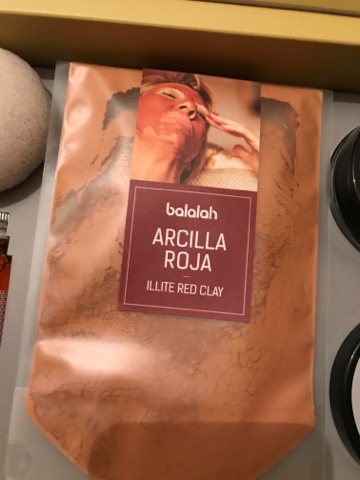 balalah
ARCILLA
ROJA
ILLITE RED CLAY